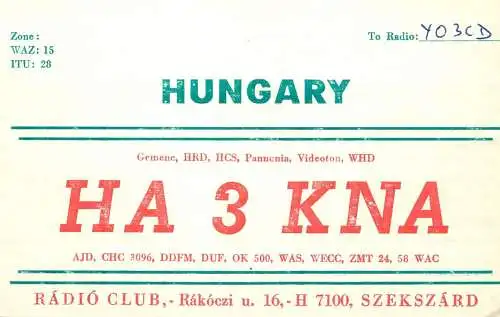 Zone:
WAZ: 15
ITU: 28
To Radio: YO3CD
HUNGARY
Gemenc, HRD, HCS, Pannonia, Videoton, WHD
HA 3 KNA
AJD, CHC 3096, DDFM, DUF, OK 500, WAS, WECC, ZMT 24, 58 WAC
RÁDIÓ CLUB,- Rákóczi u. 16,- H 7100, SZEKSZÁRD